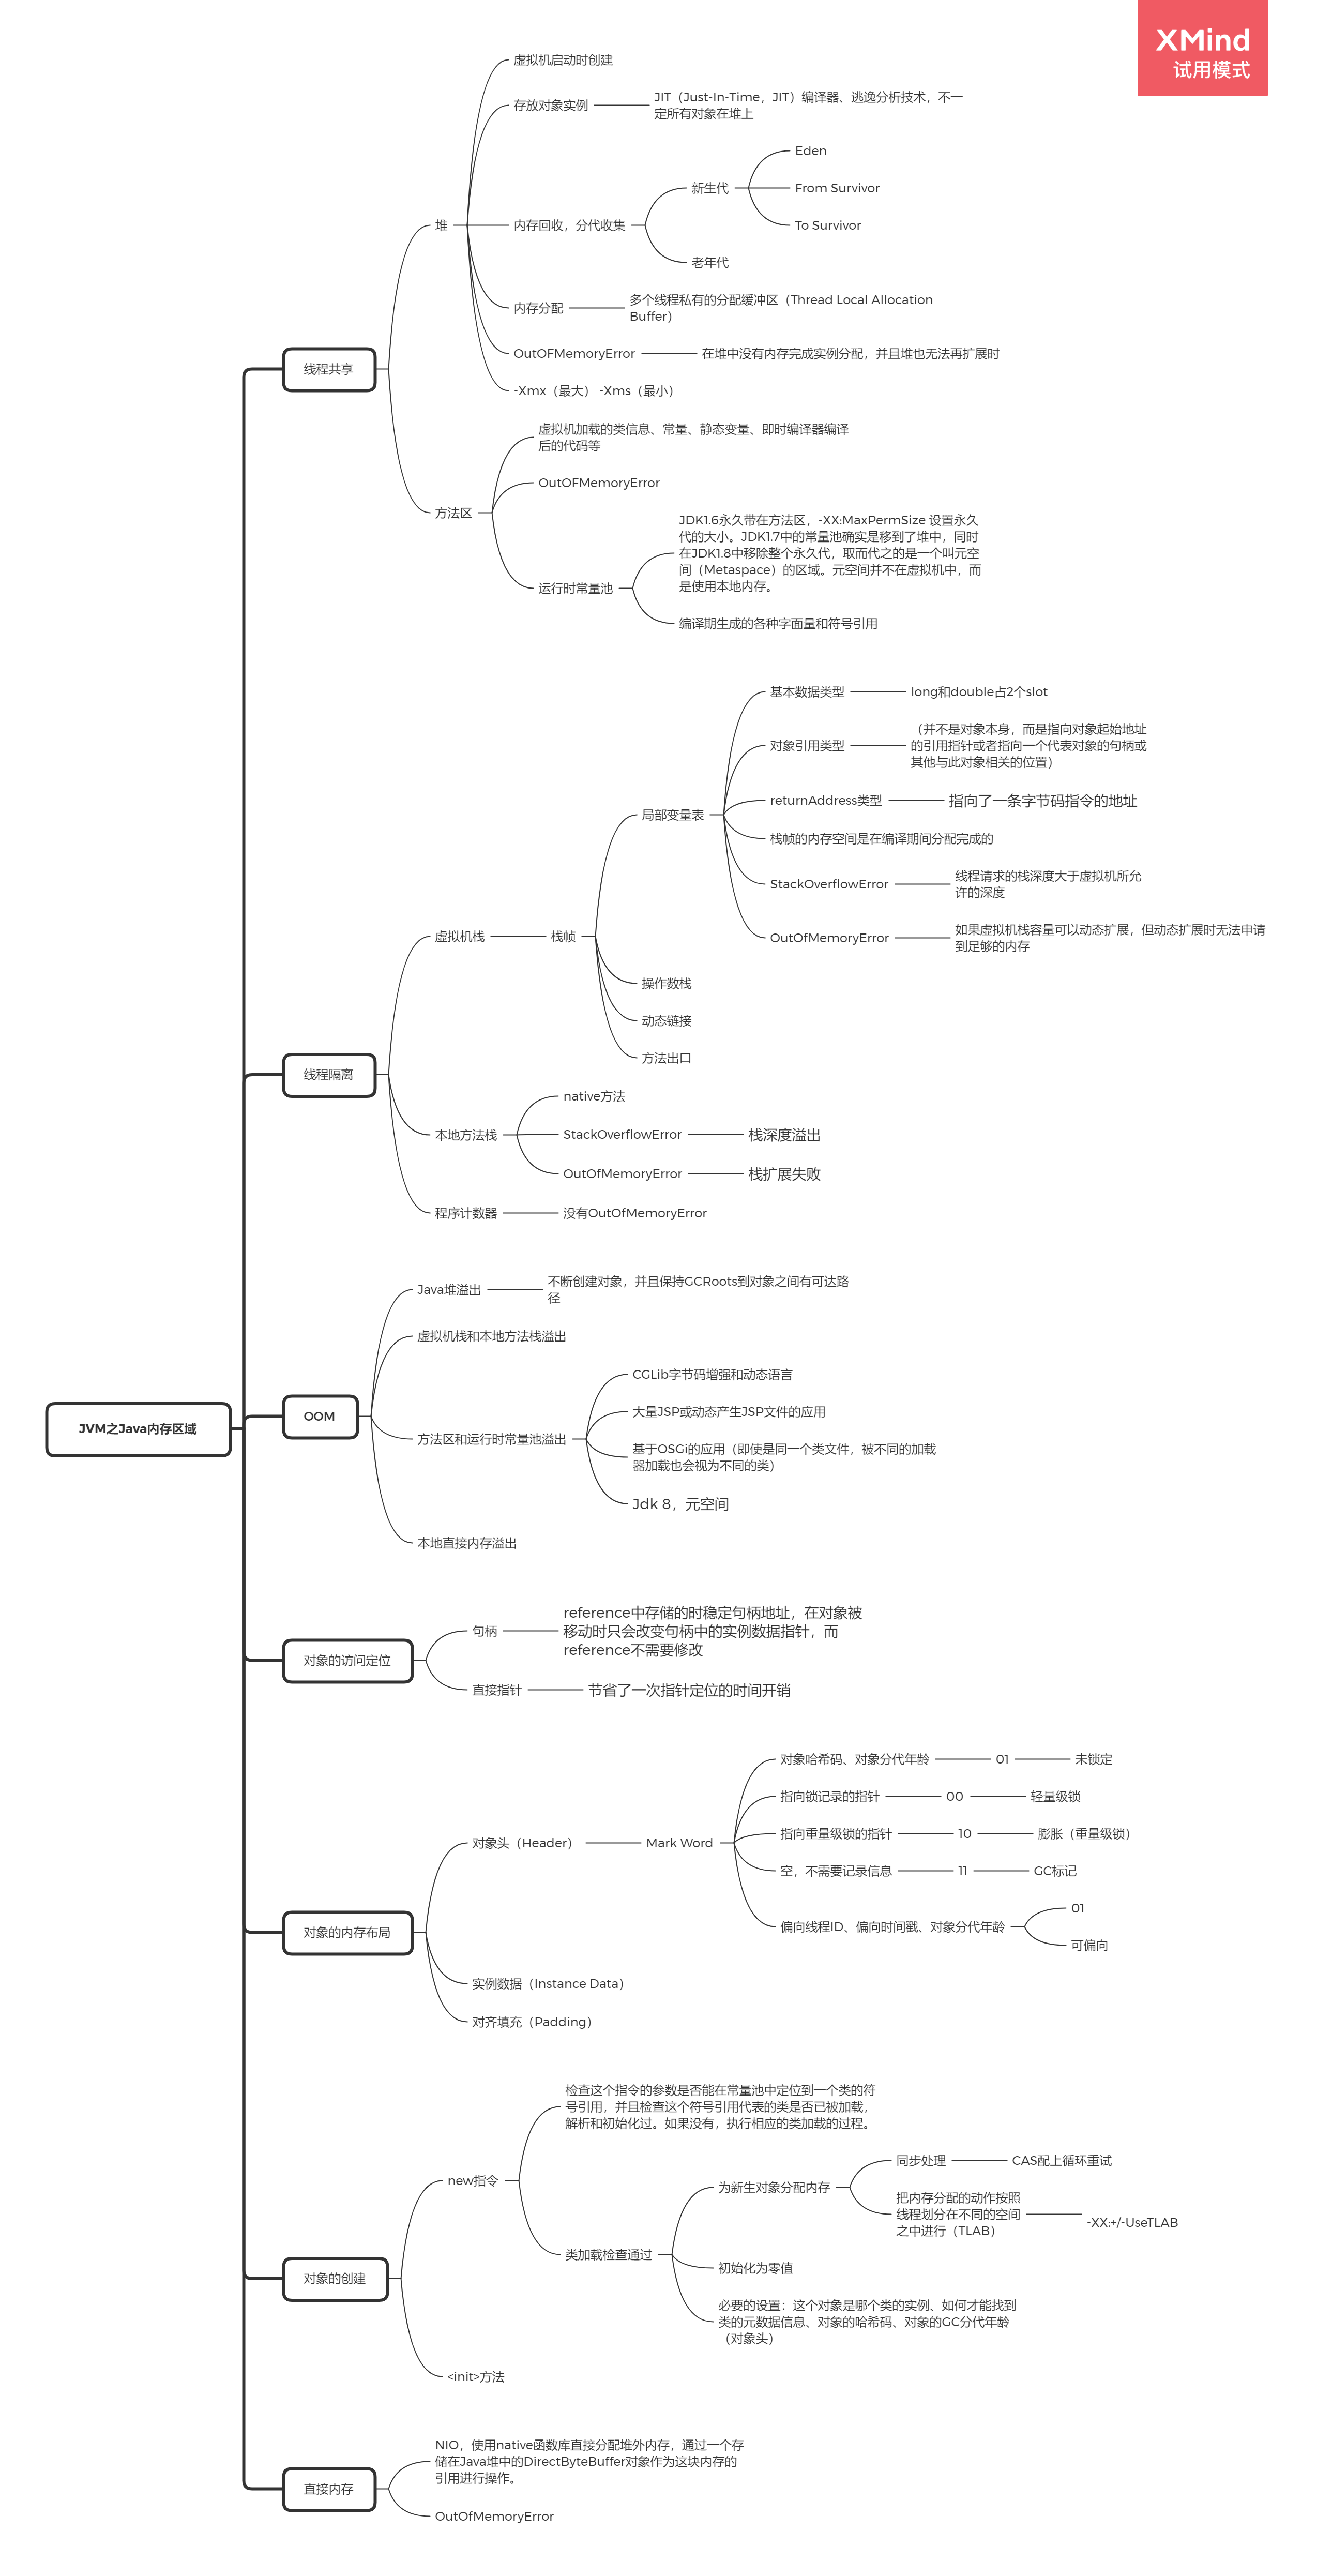 XMind
试用模式
JVM之Java内存区域
线程共享
堆
虚拟机启动时创建
存放对象实例
JIT（Just-In-Time，JIT）编译器、逃逸分析技术，不一
定所有对象在堆上
内存回收，分代收集
新生代
Eden
From Survivor
To Survivor
老年代
内存分配
多个线程私有的分配缓冲区（Thread Local Allocation
Buffer）
OutOFMemoryError
在堆中没有内存完成实例分配，并且堆也无法再扩展时
-Xmx（最大） -Xms（最小）
方法区
虚拟机加载的类信息、常量、静态变量、即时编译器编译
后的代码等
OutOFMemoryError
运行时常量池
JDK1.6永久带在方法区，-XX:MaxPermSize 设置永久
代的大小。JDK1.7中的常量池确实是移到了堆中，同时
在JDK1.8中移除整个永久代，取而代之的是一个叫元空
间（Metaspace）的区域。元空间并不在虚拟机中，而
是使用本地内存。
编译期生成的各种字面量和符号引用
线程隔离
虚拟机栈
栈帧
局部变量表
基本数据类型
long和double占2个slot
对象引用类型
（并不是对象本身，而是指向对象起始地址
的引用指针或者指向一个代表对象的句柄或
其他与此对象相关的位置）
returnAddress类型
指向了一条字节码指令的地址
栈帧的内存空间是在编译期间分配完成的
StackOverflowError
线程请求的栈深度大于虚拟机所允
许的深度
OutOfMemoryError
如果虚拟机栈容量可以动态扩展，但动态扩展时无法申请
到足够的内存
操作数栈
动态链接
方法出口
本地方法栈
native方法
StackOverflowError
栈深度溢出
OutOfMemoryError
栈扩展失败
程序计数器
没有OutOfMemoryError
OOM
Java堆溢出
不断创建对象，并且保持GCRoots到对象之间有可达路
径
虚拟机栈和本地方法栈溢出
方法区和运行时常量池溢出
CGLib字节码增强和动态语言
大量JSP或动态产生JSP文件的应用
基于OSGi的应用（即使是同一个类文件，被不同的加载
器加载也会视为不同的类）
Jdk 8，元空间
本地直接内存溢出
对象的访问定位
句柄
reference中存储的时稳定句柄地址，在对象被
移动时只会改变句柄中的实例数据指针，而
reference不需要修改
直接指针
节省了一次指针定位的时间开销
对象的内存布局
对象头（Header）
Mark Word
对象哈希码、对象分代年龄
01
未锁定
指向锁记录的指针
00
轻量级锁
指向重量级锁的指针
10
膨胀（重量级锁）
空，不需要记录信息
11
GC标记
偏向线程ID、偏向时间戳、对象分代年龄
01
可偏向
实例数据（Instance Data）
对齐填充（Padding）
对象的创建
new指令
检查这个指令的参数是否能在常量池中定位到一个类的符
号引用，并且检查这个符号引用代表的类是否已被加载，
解析和初始化过。如果没有，执行相应的类加载的过程。
类加载检查通过
为新生对象分配内存
同步处理
CAS配上循环重试
把内存分配的动作按照
线程划分在不同的空间
之中进行（TLAB）
-XX:+/-UseTLAB
初始化为零值
必要的设置：这个对象是哪个类的实例、如何才能找到
类的元数据信息、对象的哈希码、对象的GC分代年龄
（对象头）
<init>方法
直接内存
NIO，使用native函数库直接分配堆外内存，通过一个存
储在Java堆中的DirectByteBuffer对象作为这块内存的
引用进行操作。
OutOfMemoryError